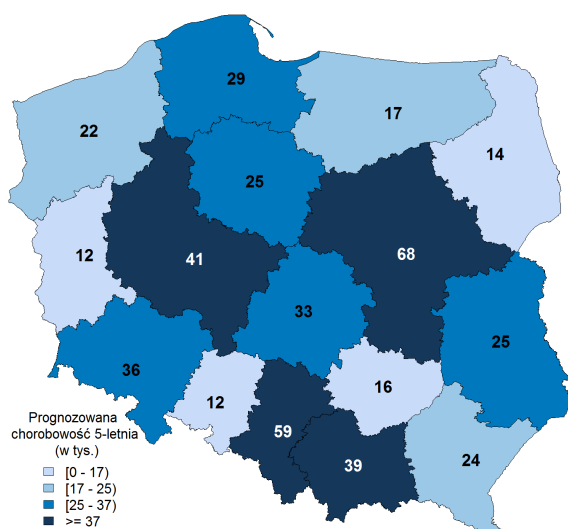 29
17
22
14
25
12
41
68
33
25
36
12
16
59
39
24
Prognozowana
chorobowość 5-letnia
(w tys.)
[0 - 17)
[17 - 25)
[25 - 37)
>= 37